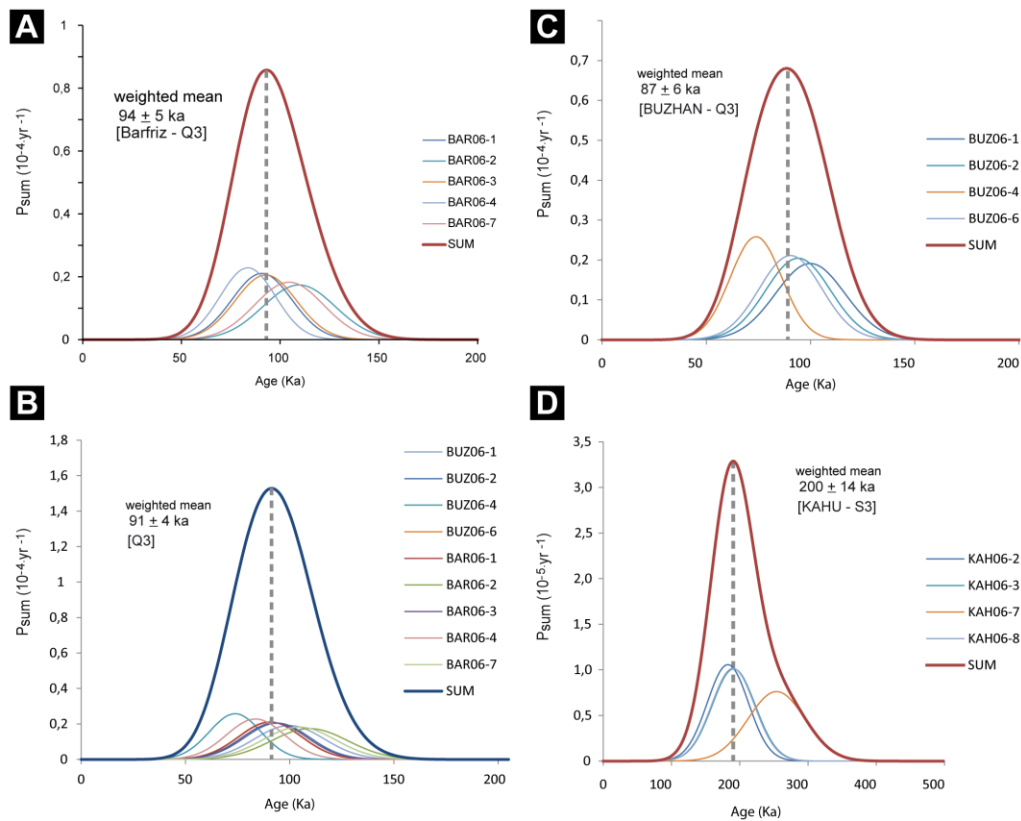 A
1
0,8
0,6
0,4
0,2
0
0
50
100
150
200
Psum (10⁻⁴.yr⁻¹)
Age (Ka)
weighted mean
94 ± 5 ka
[Barfriz - Q3]
BAR06-1
BAR06-2
BAR06-3
BAR06-4
BAR06-7
SUM
C
0,7
0,6
0,5
0,4
0,3
0,2
0,1
0
0
50
100
150
200
Psum (10⁻⁴.yr⁻¹)
Age (Ka)
weighted mean
87 ± 6 ka
[BUZHAN - Q3]
BUZ06-1
BUZ06-2
BUZ06-4
BUZ06-6
SUM
B
1,8
1,6
1,4
1,2
1
0,8
0,6
0,4
0,2
0
0
50
100
150
200
Psum (10⁻⁴.yr⁻¹)
Age (Ka)
weighted mean
91 ± 4 ka
[Q3]
BUZ06-1
BUZ06-2
BUZ06-4
BUZ06-6
BAR06-1
BAR06-2
BAR06-3
BAR06-4
BAR06-7
SUM
D
3,5
3,0
2,5
2,0
1,5
1,0
0,5
0
0
100
200
300
400
500
Psum (10⁻⁵.yr⁻¹)
Age (Ka)
weighted mean
200 ± 14 ka
[KAHU - S3]
KAH06-2
KAH06-3
KAH06-7
KAH06-8
SUM